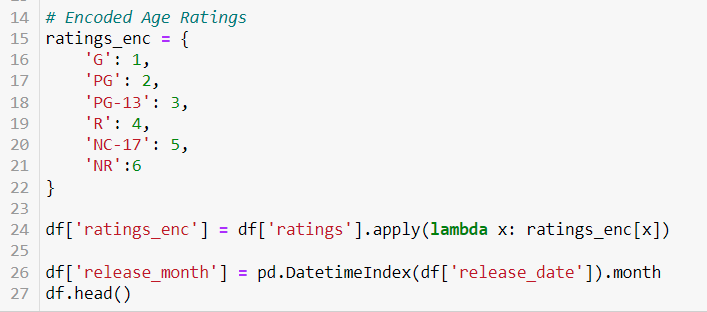 14 # Encoded Age Ratings
15 ratings_enc = {
16     'G': 1,
17     'PG': 2,
18     'PG-13': 3,
19     'R': 4,
20     'NC-17': 5,
21     'NR':6
22 }
23
24 df['ratings_enc'] = df['ratings'].apply(lambda x: ratings_enc[x])
25
26 df['release_month'] = pd.DatetimeIndex(df['release_date']).month
27 df.head()